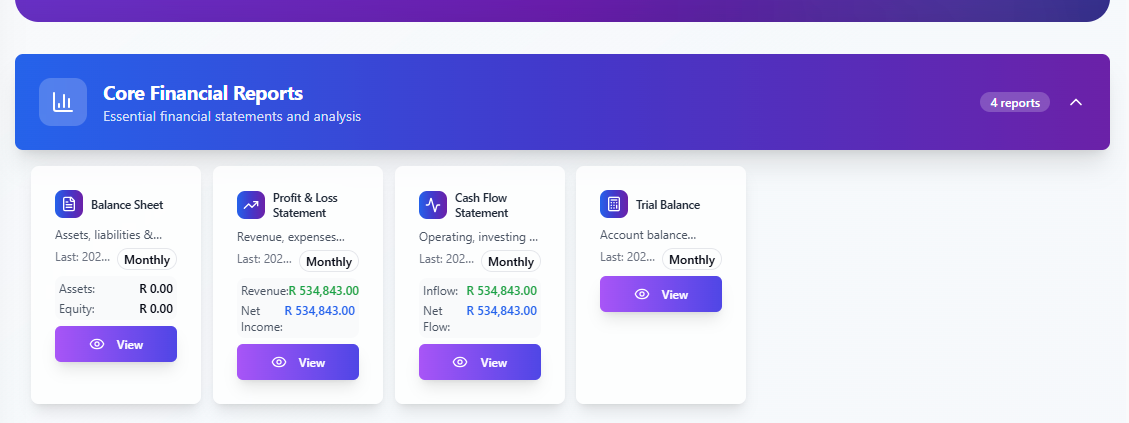 Core Financial Reports
Essential financial statements and analysis
4 reports
Balance Sheet
Assets, liabilities &...
Last: 202... Monthly
Assets: R 0.00
Equity: R 0.00
View
Profit & Loss
Statement
Revenue, expenses...
Last: 202... Monthly
Revenue: R 534,843.00
Net R 534,843.00
Income:
View
Cash Flow
Statement
Operating, investing ...
Last: 202... Monthly
Inflow: R 534,843.00
Net R 534,843.00
Flow:
View
Trial Balance
Account balance...
Last: 202... Monthly
View